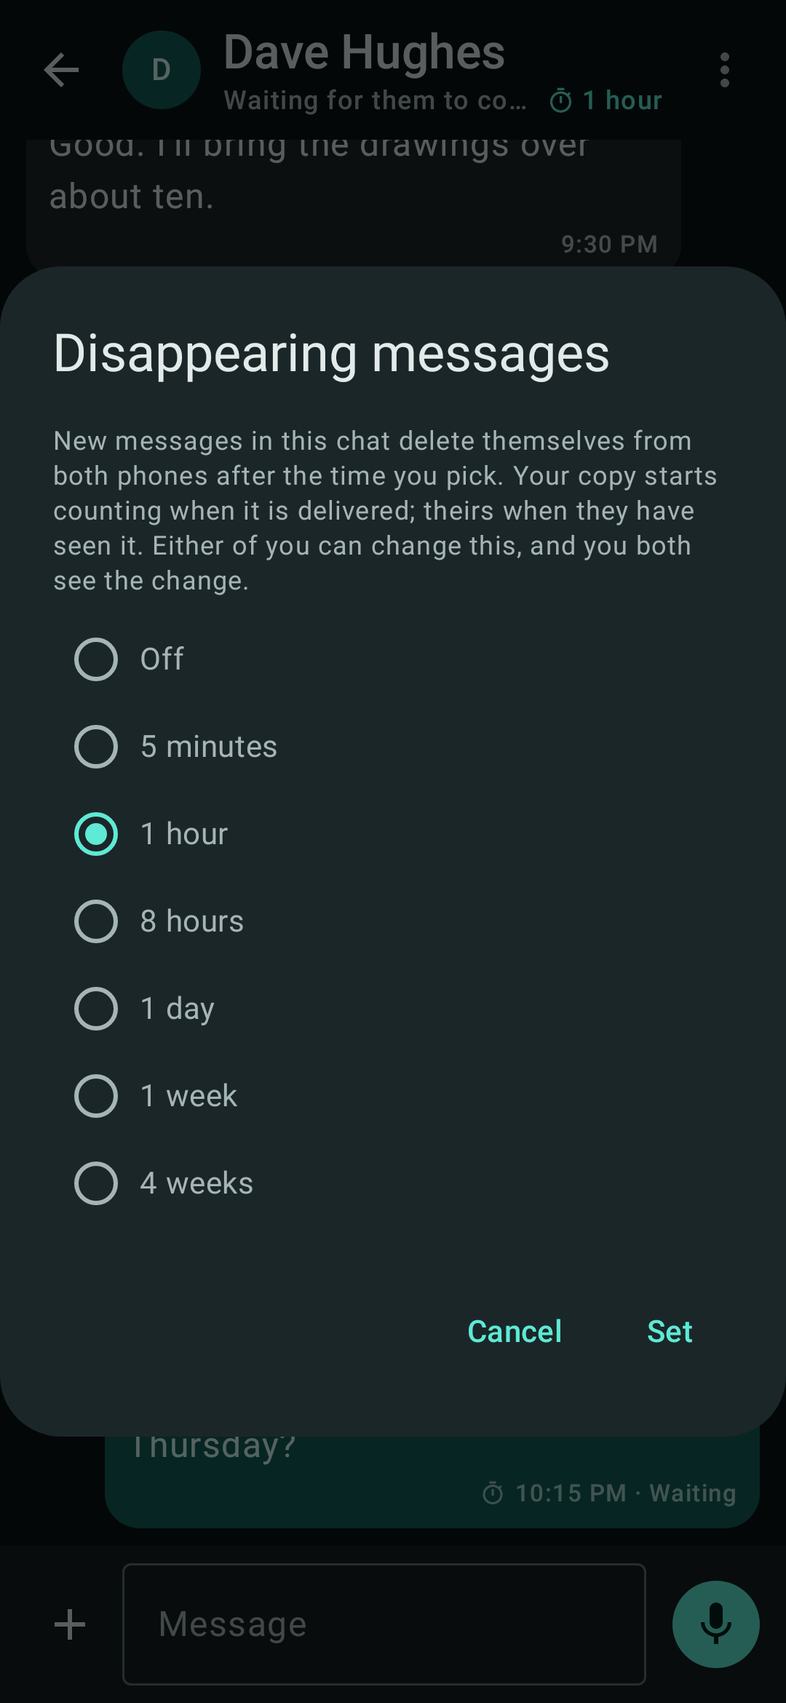 D
Dave Hughes
Waiting for them to co… 1 hour
Good. I'll bring the drawings over
about ten.
9:30 PM
Disappearing messages
New messages in this chat delete themselves from
both phones after the time you pick. Your copy starts
counting when it is delivered; theirs when they have
seen it. Either of you can change this, and you both
see the change.
Off
5 minutes
1 hour
8 hours
1 day
1 week
4 weeks
Cancel Set
Thursday?
10:15 PM · Waiting
Message